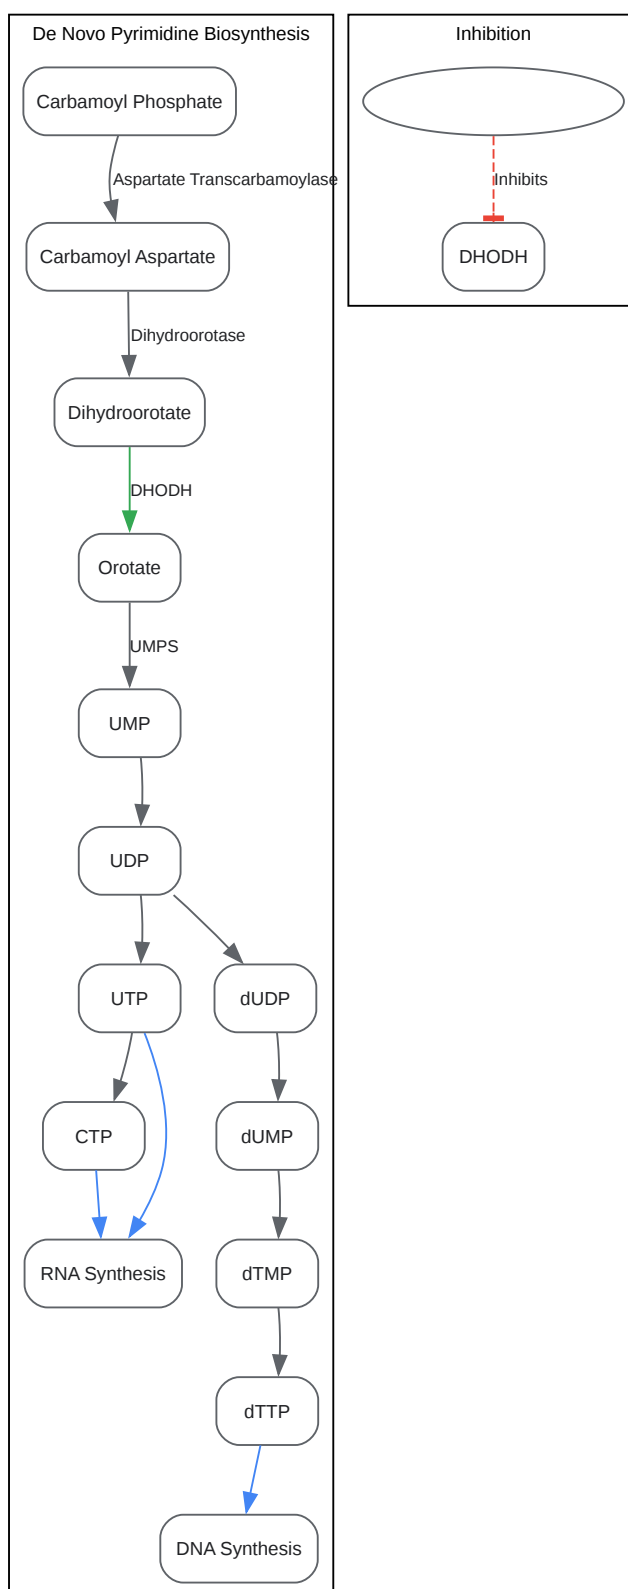 De Novo Pyrimidine Biosynthesis
Carbamoyl Phosphate
Aspartate Transcarbamoylase
Carbamoyl Aspartate
Dihydroorotase
Dihydroorotate
DHODH
Orotate
UMPS
UMP
UDP
UTP
dUDP
CTP
dUMP
RNA Synthesis
dTMP
dTTP
DNA Synthesis
Inhibition
Inhibits
DHODH